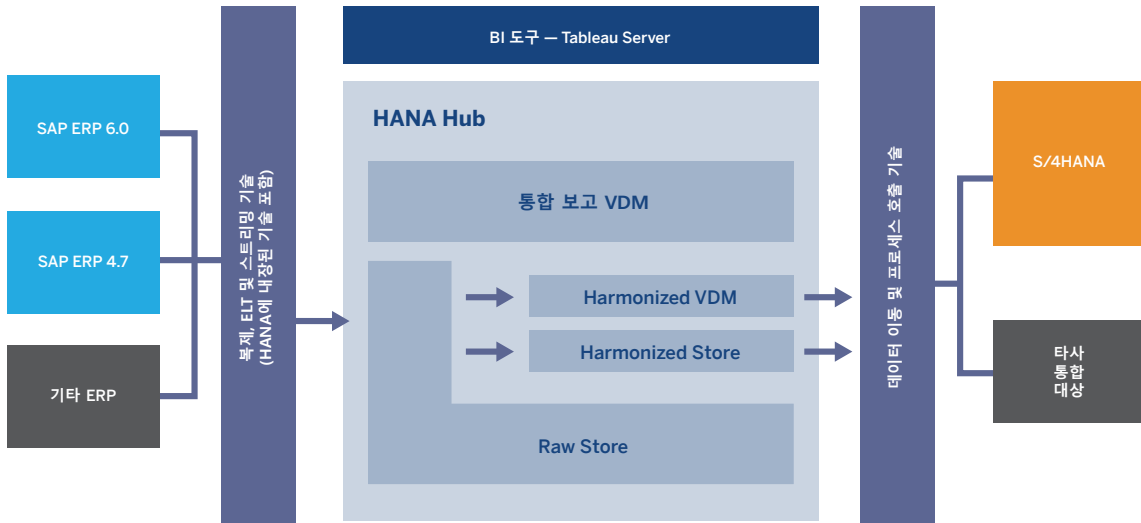 SAP ERP 6.0
SAP ERP 4.7
기타 ERP
복제, ELT 및 스트리밍 기술
(HANA에 내장된 기술 포함)
BI 도구 — Tableau Server
HANA Hub
통합 보고 VDM
Harmonized VDM
Harmonized Store
Raw Store
데이터 이동 및 프로세스 호출 기술
S/4HANA
타사
통합
대상